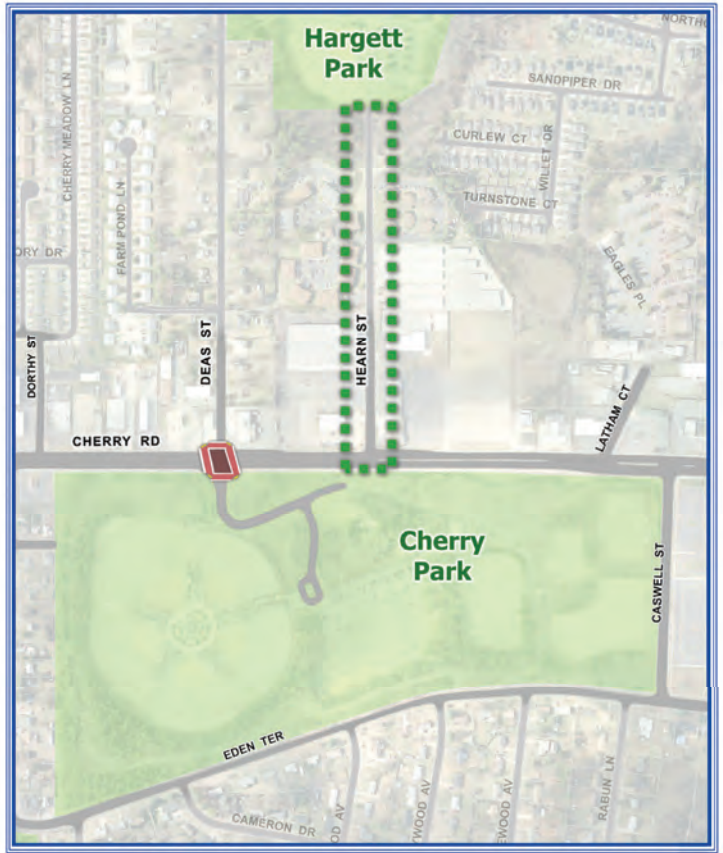 Hargett
Park
NORTH
SANDPIPER DR
CHERRY MEADOW LN
CURLEW CT
WILLET DR
TURNSTONE CT
FARM POND LN
ORY DR
EAGLES PL
DORTHY ST
DEAS ST
HEARN ST
LATHAM CT
CHERRY RD
Cherry
Park
CASWELL ST
EDEN TER
CAMERON DR
OD AV
YWOOD AV
EWOOD AV
RABUN LN